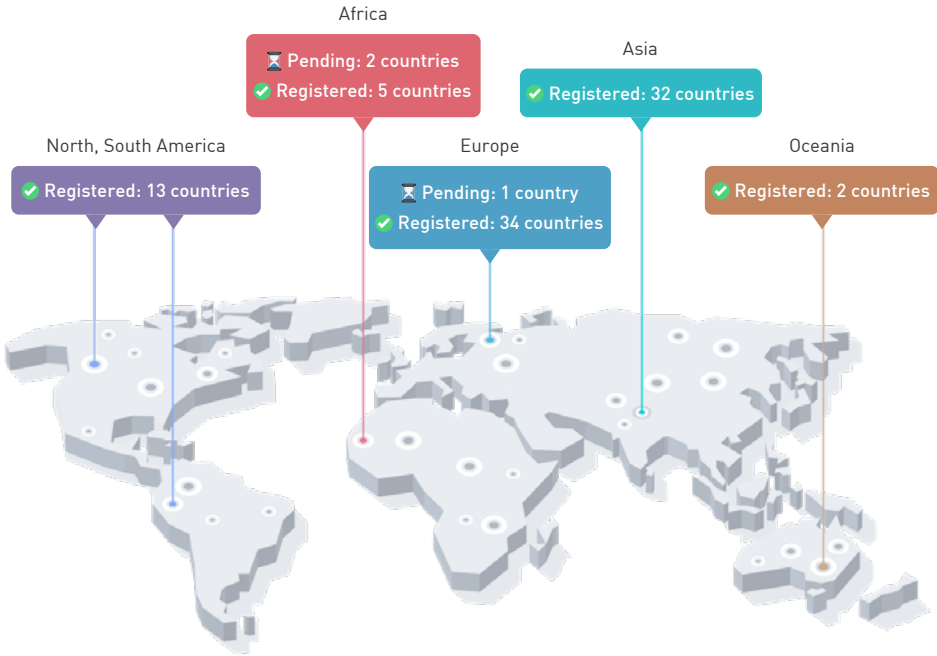 Africa
⏳ Pending: 2 countries
✅ Registered: 5 countries
Asia
✅ Registered: 32 countries
North, South America
✅ Registered: 13 countries
Europe
⏳ Pending: 1 country
✅ Registered: 34 countries
Oceania
✅ Registered: 2 countries